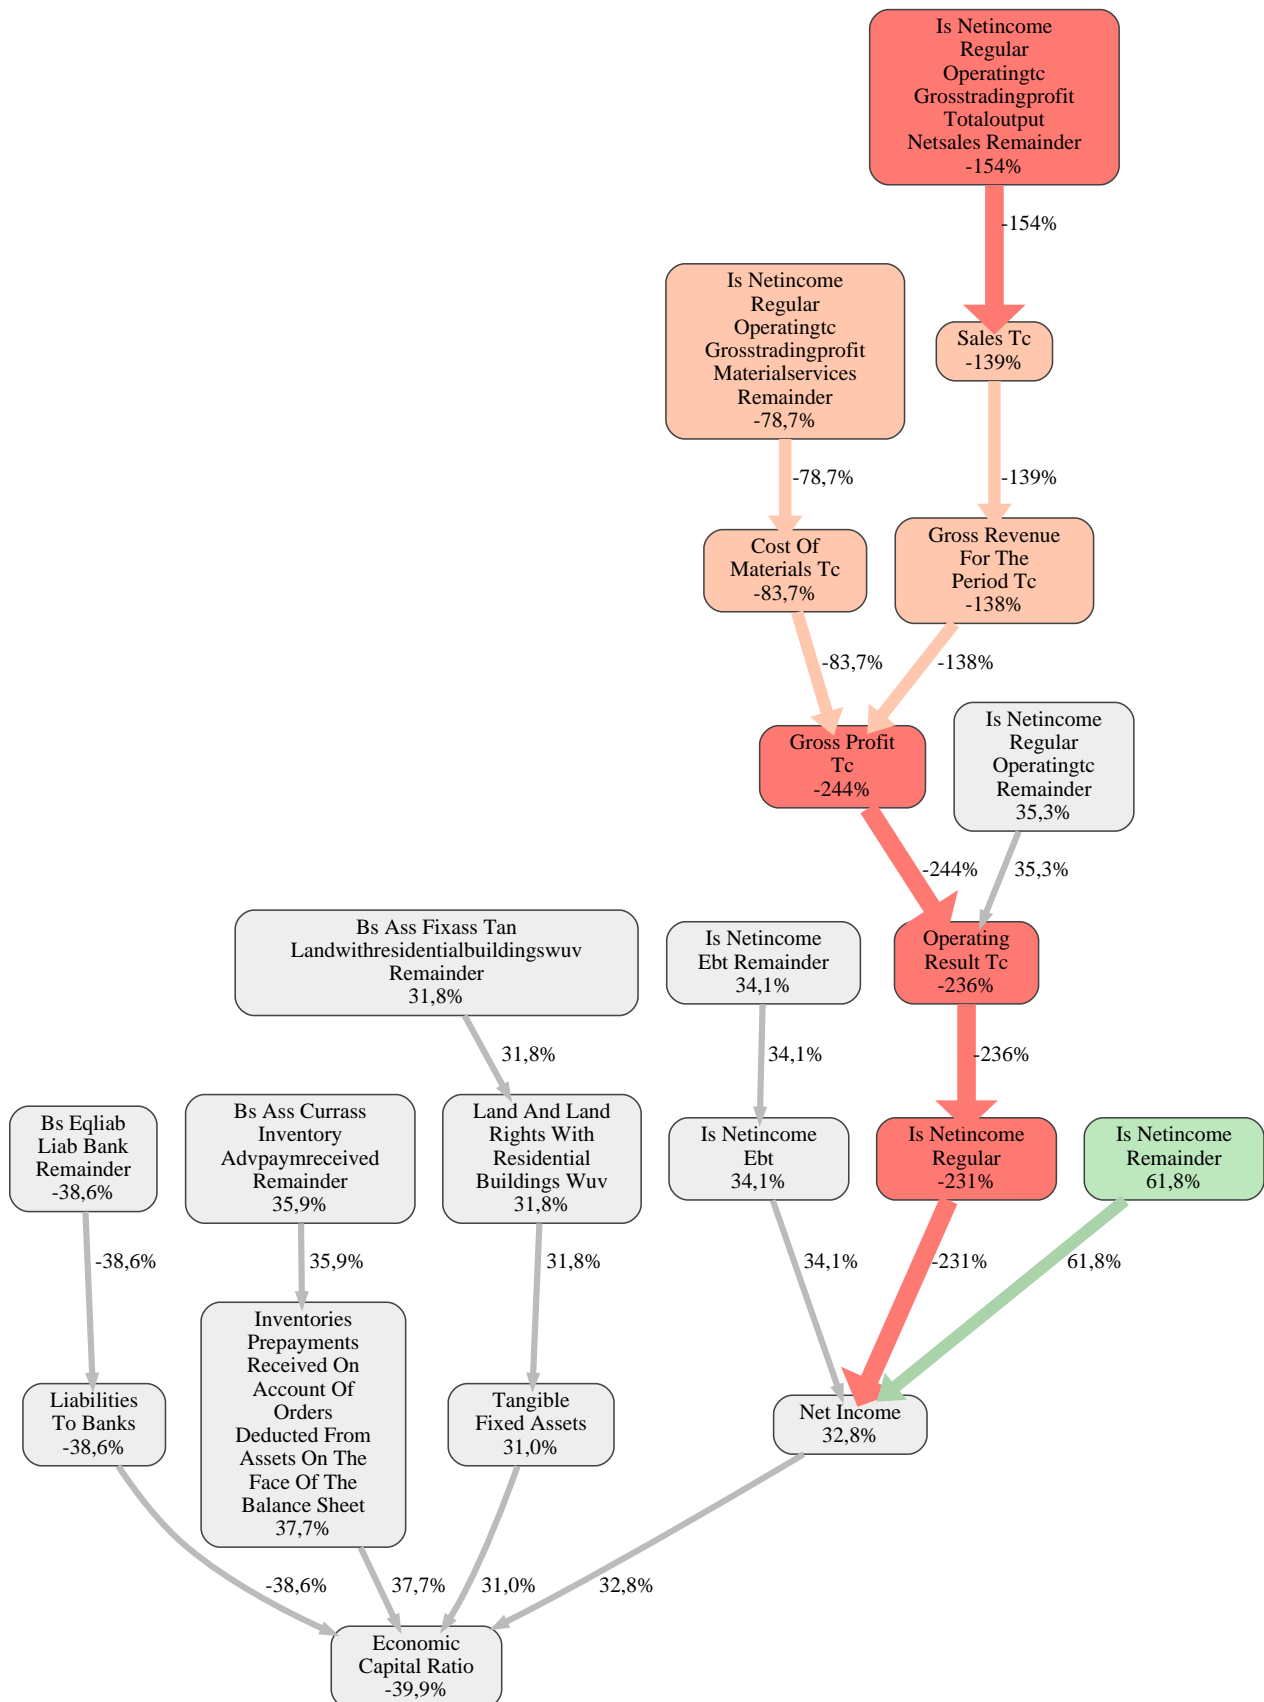 Is Netincome
Regular
Operatingtc
Grosstradingprofit
Totaloutput
Netsales Remainder
-154%
-154%
Is Netincome
Regular
Operatingtc
Grosstradingprofit
Materialservices
Remainder
-78,7%
Sales Tc
-139%
-78,7%
-139%
Cost Of
Materials Tc
-83,7%
Gross Revenue
For The
Period Tc
-138%
-83,7%
-138%
Gross Profit
Tc
-244%
Is Netincome
Regular
Operatingtc
Remainder
35,3%
-244%
35,3%
Bs Ass Fixass Tan
Landwithresidentialbuildingswuv
Remainder
31,8%
Is Netincome
Ebt Remainder
34,1%
Operating
Result Tc
-236%
31,8%
34,1%
-236%
Bs Eqliab
Liab Bank
Remainder
-38,6%
Bs Ass Currass
Inventory
Advpaymreceived
Remainder
35,9%
Land And Land
Rights With
Residential
Buildings Wuv
31,8%
Is Netincome
Ebt
34,1%
Is Netincome
Regular
-231%
Is Netincome
Remainder
61,8%
-38,6%
35,9%
31,8%
34,1%
-231%
61,8%
Liabilities
To Banks
-38,6%
Inventories
Prepayments
Received On
Account Of
Orders
Deducted From
Assets On The
Face Of The
Balance Sheet
37,7%
Tangible
Fixed Assets
31,0%
Net Income
32,8%
-38,6%
37,7%
31,0%
32,8%
Economic
Capital Ratio
-39,9%